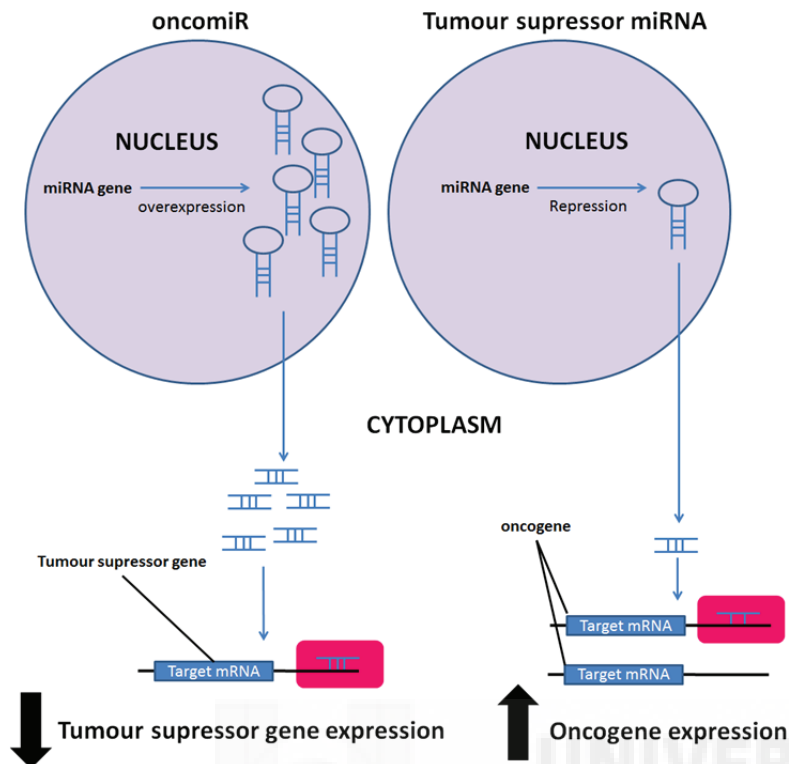 oncomiR
Tumour supressor miRNA
NUCLEUS
miRNA gene
overexpression
NUCLEUS
miRNA gene
Repression
CYTOPLASM
Tumour supressor gene
Target mRNA
oncogene
Target mRNA
Target mRNA
Tumour supressor gene expression
Oncogene expression
UNIVER